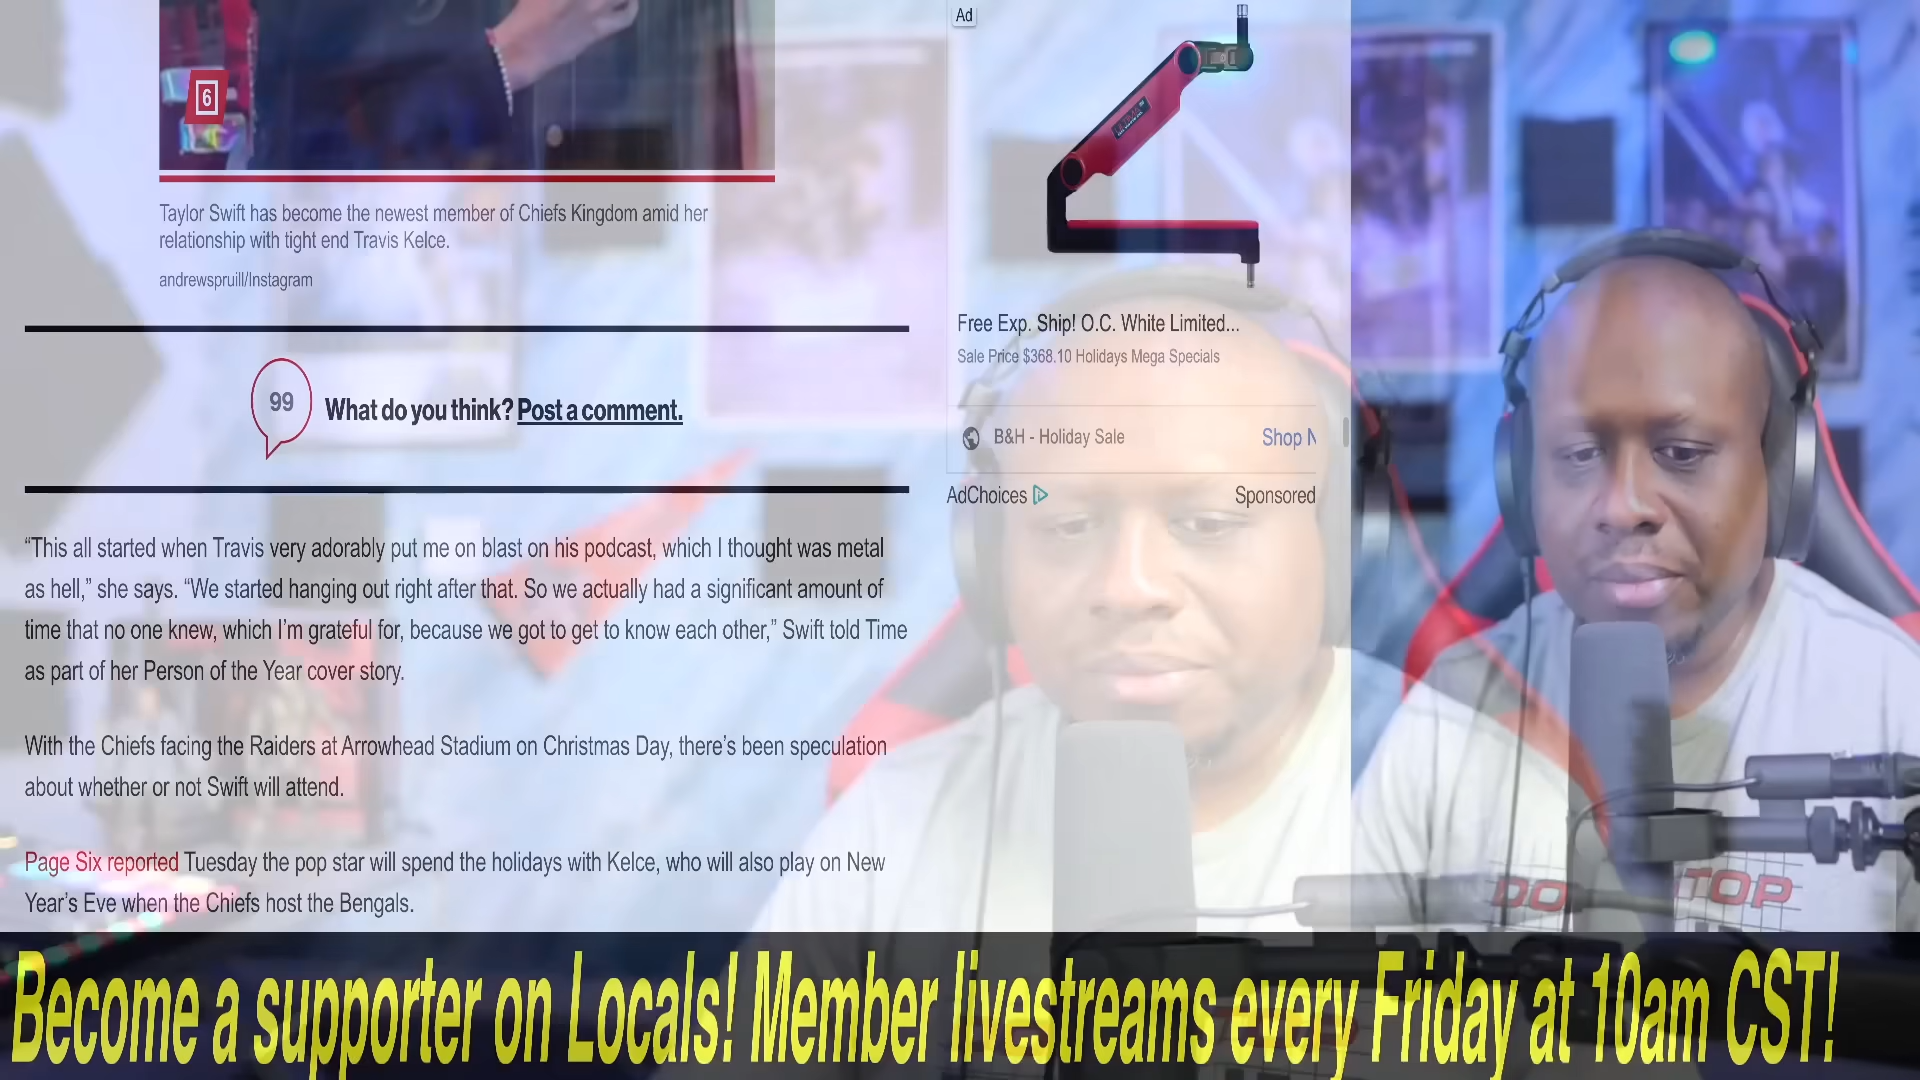 Ad
6
Taylor Swift has become the newest member of Chiefs Kingdom amid her
relationship with tight end Travis Kelce.
andrewspruill/Instagram
Free Exp. Ship! O.C. White Limited...
Sale Price $368.10 Holidays Mega Specials
99
What do you think? Post a comment.
B&H - Holiday Sale
Shop N
AdChoices
Sponsored
“This all started when Travis very adorably put me on blast on his podcast, which I thought was metal
as hell,” she says. “We started hanging out right after that. So we actually had a significant amount of
time that no one knew, which I’m grateful for, because we got to get to know each other,” Swift told Time
as part of her Person of the Year cover story.
With the Chiefs facing the Raiders at Arrowhead Stadium on Christmas Day, there’s been speculation
about whether or not Swift will attend.
Page Six reported Tuesday the pop star will spend the holidays with Kelce, who will also play on New
Year’s Eve when the Chiefs host the Bengals.
DO TOP
Become a supporter on Locals! Member livestreams every Friday at 10am CST!